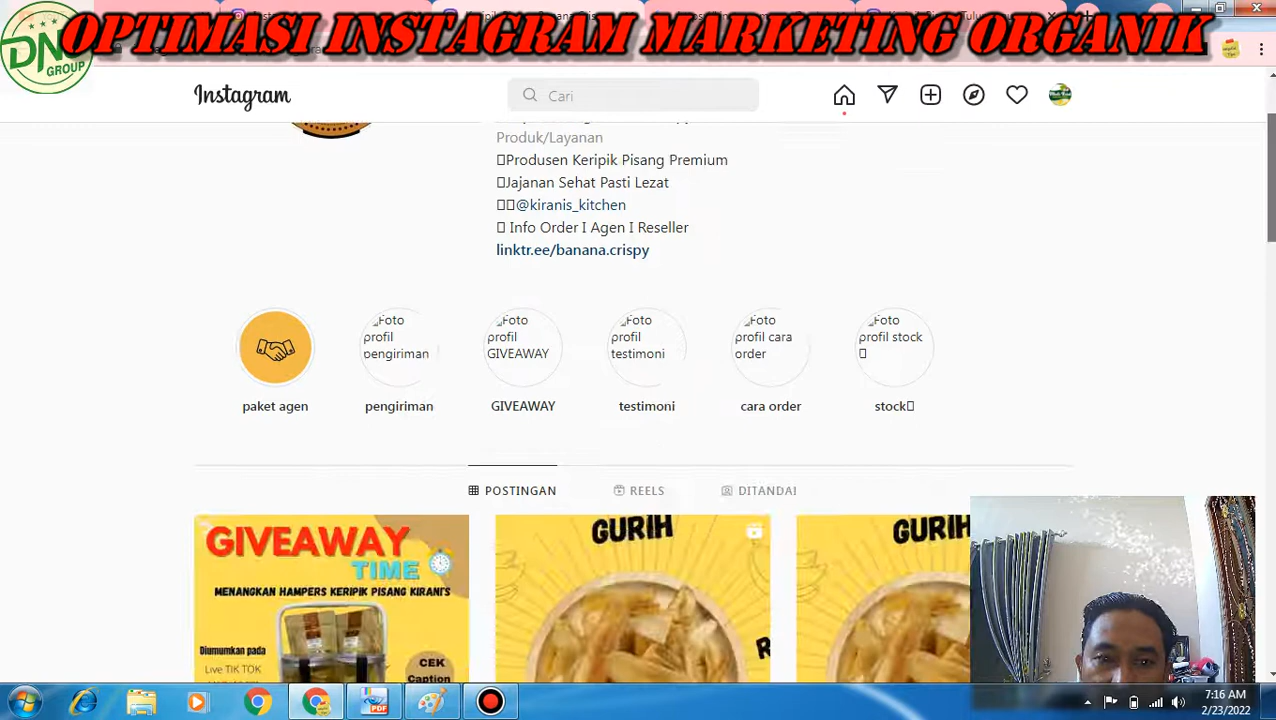 OPTIMASI INSTAGRAM MARKETING ORGANIK
DNO
GROUP
Instagram
Cari
Produk/Layanan
Produsen Keripik Pisang Premium
Jajanan Sehat Pasti Lezat
@kiranis_kitchen
Info Order I Agen I Reseller
linktr.ee/banana.crispy
Foto profil pengiriman
Foto profil GIVEAWAY
Foto profil testimoni
Foto profil cara order
Foto profil stock
paket agen
pengiriman
GIVEAWAY
testimoni
cara order
stock
POSTINGAN
REELS
DITANDAI
GIVEAWAY
TIME
MENANGKAN HAMPERS KERIPIK PISANG KIRANI'S
Diumumkan pada
Live TIK TOK
CEK
Caption
GURIH
R
GURIH
PDF
7:16 AM
2/23/2022